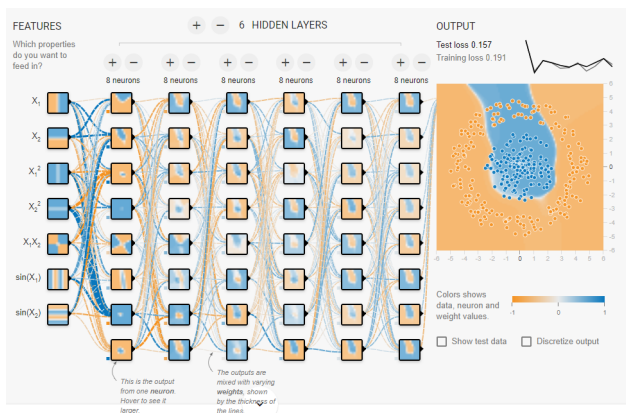 FEATURES
Which properties
do you want to
feed in?
+ − 6 HIDDEN LAYERS
+ − + − + − + − + − + −
8 neurons 8 neurons 8 neurons 8 neurons 8 neurons 8 neurons
X₁
X₂
X₁²
X₂²
X₁X₂
sin(X₁)
sin(X₂)
This is the output
from one neuron.
Hover to see it
larger.
The outputs are
mixed with varying
weights, shown
by the thickness of
the lines.
OUTPUT
Test loss 0.157
Training loss 0.191
6
5
4
3
2
1
0
-1
-2
-3
-4
-5
-6
-6 -5 -4 -3 -2 -1 0 1 2 3 4 5 6
Colors shows
data, neuron and
weight values.
-1 0 1
Show test data Discretize output